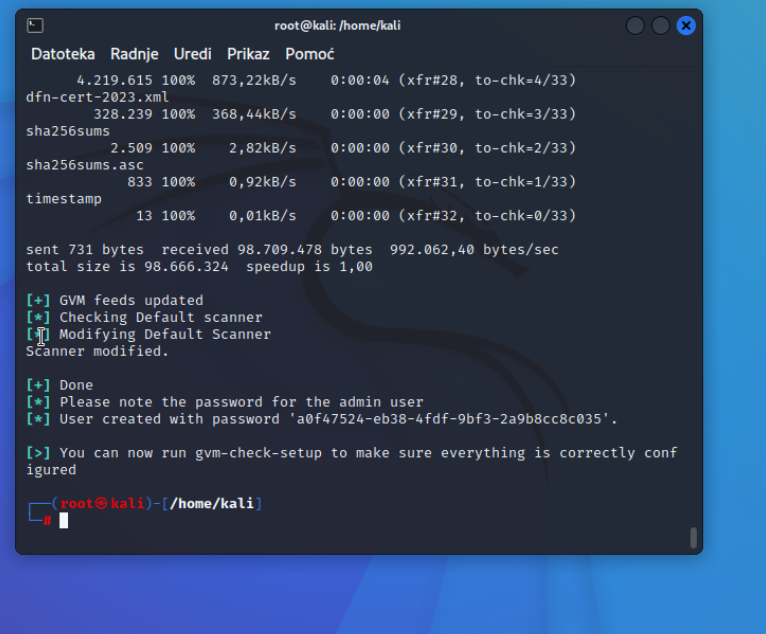 root@kali: /home/kali
Datoteka Radnje Uredi Prikaz Pomoć
4.219.615 100% 873,22kB/s 0:00:04 (xfr#28, to-chk=4/33)
dfn-cert-2023.xml
328.239 100% 368,44kB/s 0:00:00 (xfr#29, to-chk=3/33)
sha256sums
2.509 100% 2,82kB/s 0:00:00 (xfr#30, to-chk=2/33)
sha256sums.asc
833 100% 0,92kB/s 0:00:00 (xfr#31, to-chk=1/33)
timestamp
13 100% 0,01kB/s 0:00:00 (xfr#32, to-chk=0/33)
sent 731 bytes received 98.709.478 bytes 992.062,40 bytes/sec
total size is 98.666.324 speedup is 1,00
[+] GVM feeds updated
[*] Checking Default scanner
[*] Modifying Default Scanner
Scanner modified.
[+] Done
[*] Please note the password for the admin user
[*] User created with password 'a0f47524-eb38-4fdf-9bf3-2a9b8cc8c035'.
[>] You can now run gvm-check-setup to make sure everything is correctly conf
igured
┌──(root㉿kali)-[/home/kali]
└─#